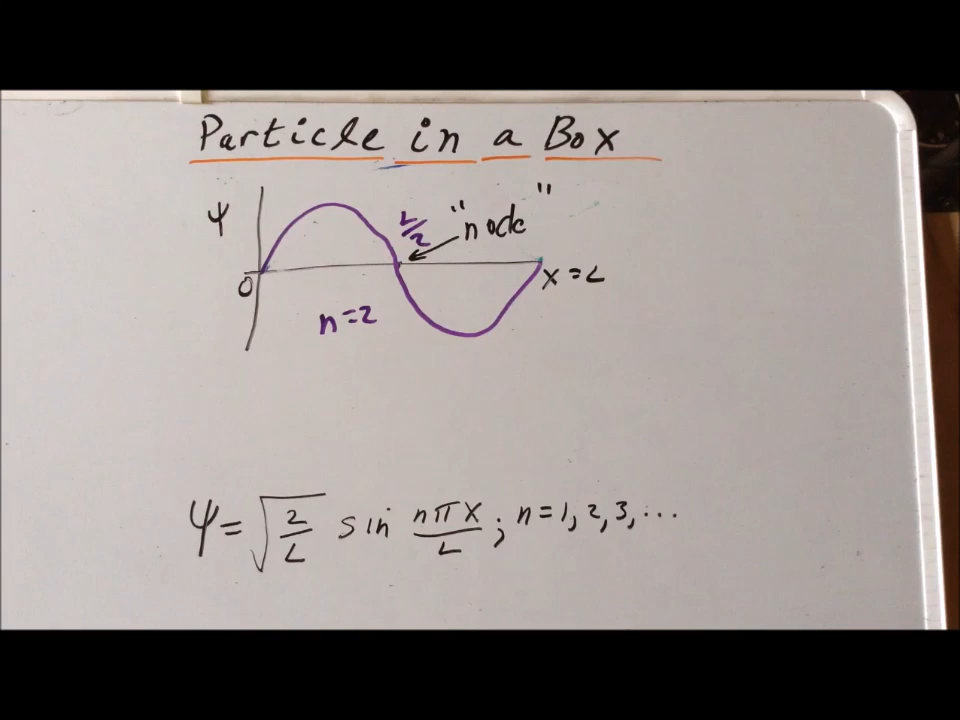 Particle in a Box
ψ
L/2
"node"
0
x=L
n=2
ψ = √(2/L) sin nπx/L ; n=1, 2, 3, ...